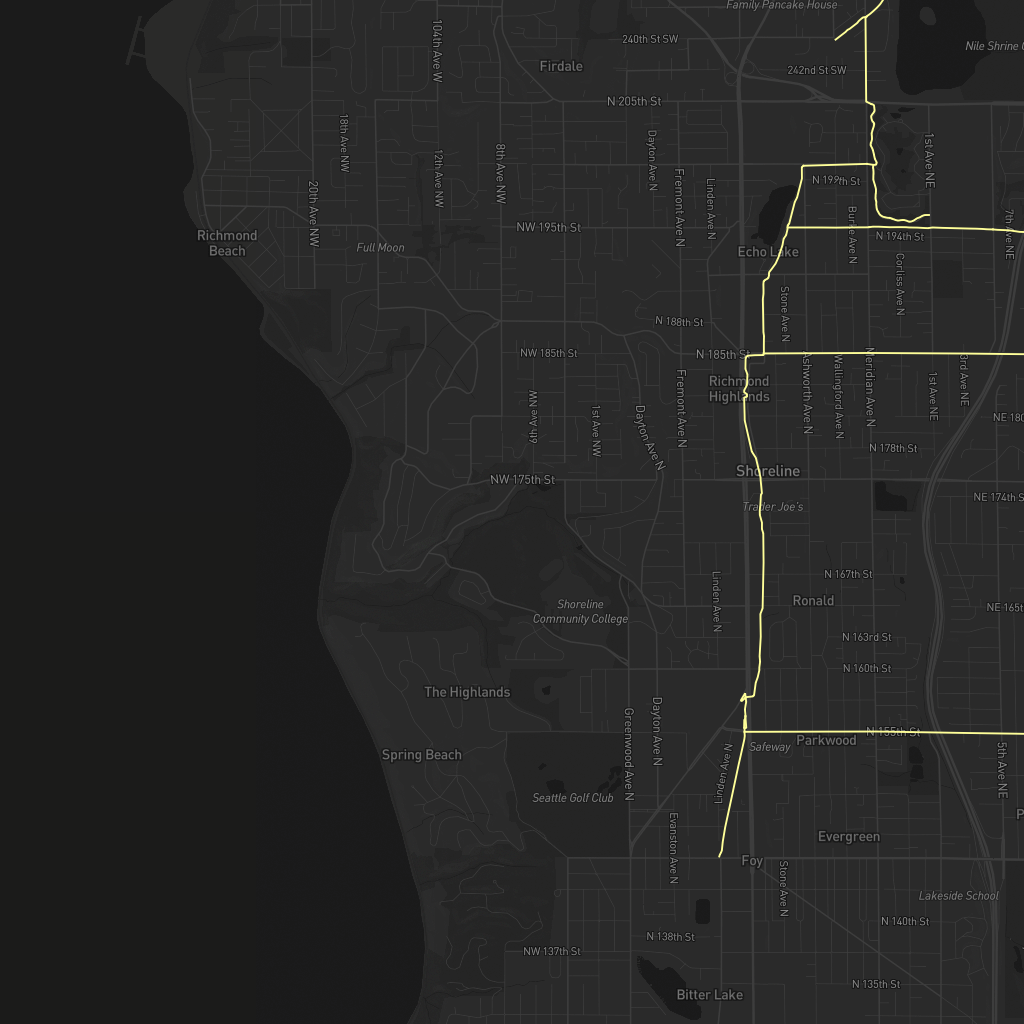 Family Pancake House
104th Ave W
240th St SW
Nile Shrine
Firdale
242nd St SW
N 205th St
18th Ave NW
12th Ave NW
8th Ave NW
Dayton Ave N
1st Ave NE
Fremont Ave N
Linden Ave N
20th Ave NW
Burke Ave N
7th Ave NE
NW 195th St
N 194th St
Richmond
Beach
Full Moon
Echo Lake
Corliss Ave N
Stone Ave N
N 188th St
NW 185th St
N 185th St
Richmond
Highlands
Fremont Ave N
Ashworth Ave N
Wallingford Ave N
Meridian Ave N
1st Ave NE
3rd Ave NE
6th Ave NW
1st Ave NW
Dayton Ave N
NE 180
N 178th St
Shoreline
NW 175th St
NE 174th St
Trader Joe's
N 167th St
Linden Ave N
Ronald
Shoreline
Community College
NE 165t
N 163rd St
N 160th St
The Highlands
Greenwood Ave N
Dayton Ave N
N 155th St
Parkwood
Safeway
Spring Beach
Linden Ave N
5th Ave NE
Seattle Golf Club
Evanston Ave N
Evergreen
Foy
Stone Ave N
Lakeside School
N 140th St
N 138th St
NW 137th St
N 135th St
Bitter Lake